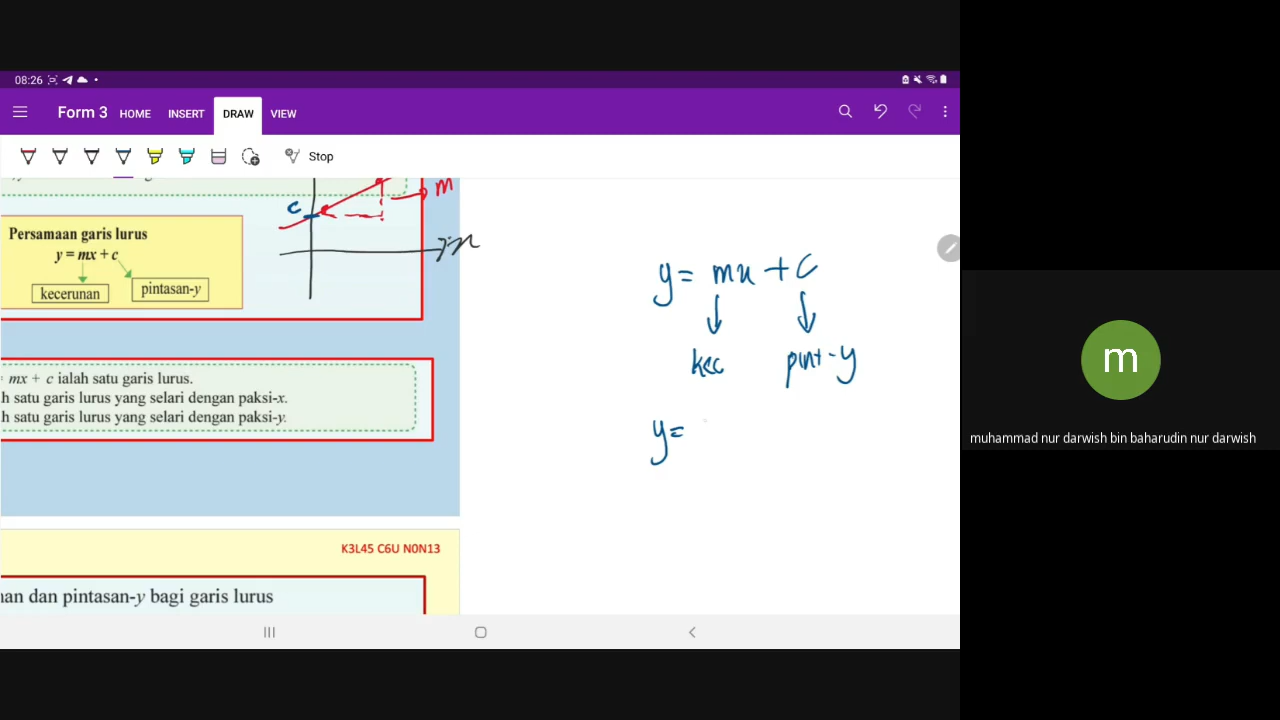 08:26
Form 3 HOME INSERT DRAW VIEW
Stop
m
c
x
Persamaan garis lurus
y = mx + c
kecerunan
pintasan-y
mx + c ialah satu garis lurus.
h satu garis lurus yang selari dengan paksi-x.
h satu garis lurus yang selari dengan paksi-y.
K3L45 C6U N0N13
nan dan pintasan-y bagi garis lurus
y = mx + c
kec
pint-y
y =
m
muhammad nur darwish bin baharudin nur darwish